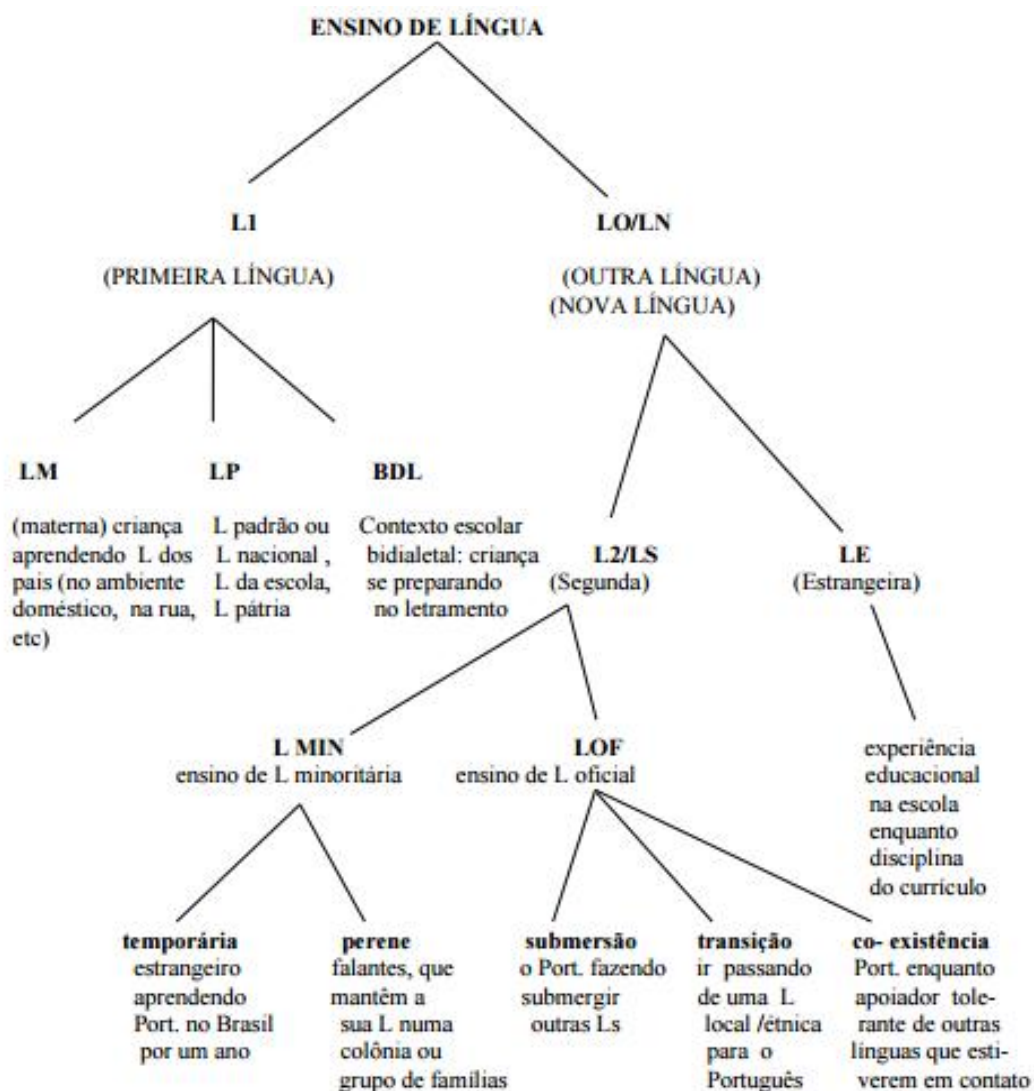 ENSINO DE LÍNGUA
L1
(PRIMEIRA LÍNGUA)
LO/LN
(OUTRA LÍNGUA)
(NOVA LÍNGUA)
LM
(materna) criança
aprendendo L dos
pais (no ambiente
doméstico, na rua,
etc)
LP
L padrão ou
L nacional ,
L da escola,
L pátria
BDL
Contexto escolar
bidialetal: criança
se preparando
no letramento
L2/LS
(Segunda)
LE
(Estrangeira)
L MIN
ensino de L minoritária
LOF
ensino de L oficial
experiência
educacional
na escola
enquanto
disciplina
do currículo
temporária
estrangeiro
aprendendo
Port. no Brasil
por um ano
perene
falantes, que
mantêm a
sua L numa
colônia ou
grupo de famílias
submersão
o Port. fazendo
submergir
outras Ls
transição
ir passando
de uma L
local /étnica
para o
Português
co- existência
Port. enquanto
apoiador tole-
rante de outras
línguas que esti-
verem em contato